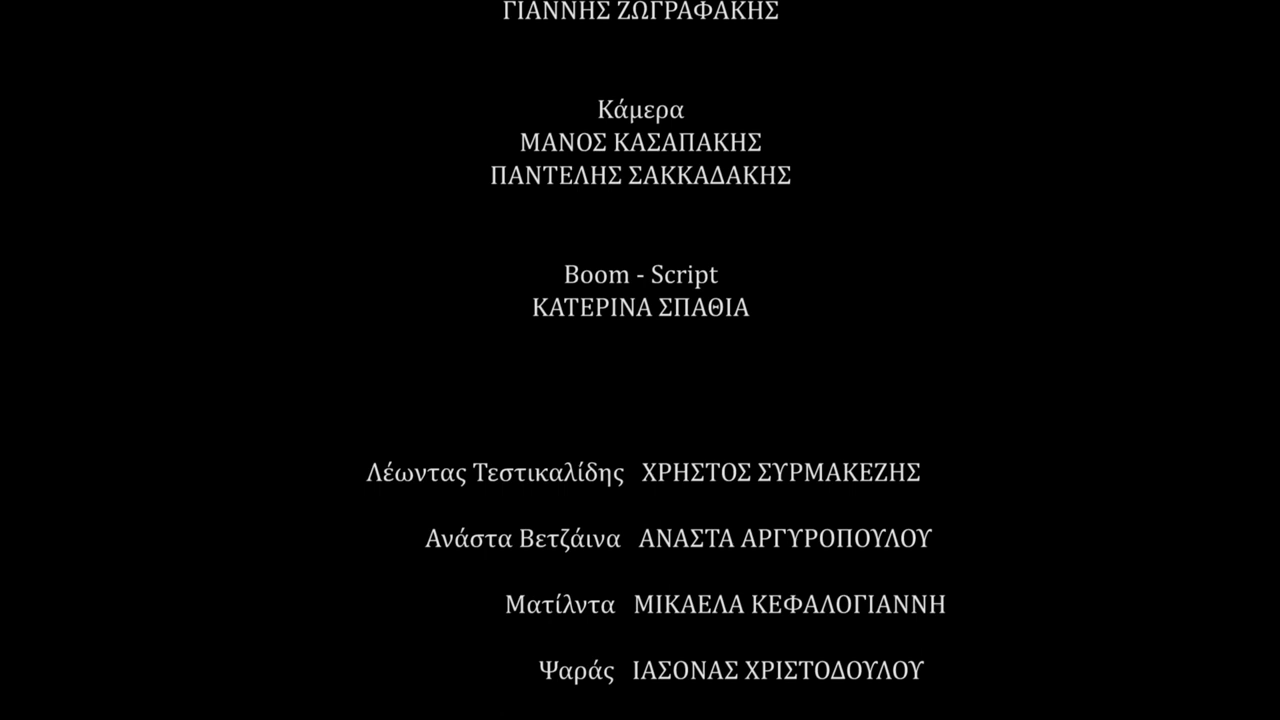 ΓΙΑΝΝΗΣ ΖΩΓΡΑΦΑΚΗΣ
Κάμερα
ΜΑΝΟΣ ΚΑΣΑΠΑΚΗΣ
ΠΑΝΤΕΛΗΣ ΣΑΚΚΑΔΑΚΗΣ
Boom - Script
ΚΑΤΕΡΙΝΑ ΣΠΑΘΙΑ
Λέωντας Τεστικαλίδης ΧΡΗΣΤΟΣ ΣΥΡΜΑΚΕΖΗΣ
Ανάστα Βετζάινα ΑΝΑΣΤΑ ΑΡΓΥΡΟΠΟΥΛΟΥ
Ματίλντα ΜΙΚΑΕΛΑ ΚΕΦΑΛΟΓΙΑΝΝΗ
Ψαράς ΙΑΣΟΝΑΣ ΧΡΙΣΤΟΔΟΥΛΟΥ